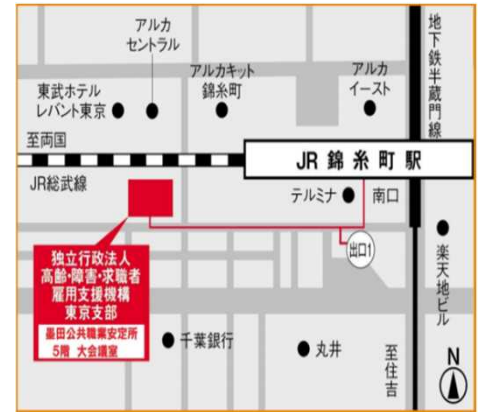 アルカ
セントラル
アルカキット
錦糸町
アルカ
イースト
地下鉄半蔵門線
東武ホテル
レバント東京
至両国
JR 錦糸町駅
JR総武線
テルミナ
南口
出口1
楽天地ビル
独立行政法人
高齢・障害・求職者
雇用支援機構
東京支部
墨田公共職業安定所
5階 大会議室
千葉銀行
丸井
至住吉
N